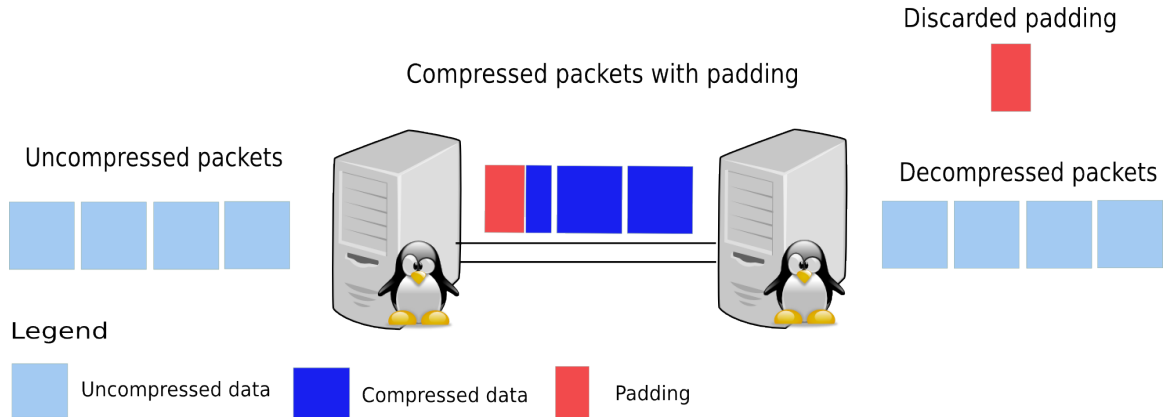 Discarded padding
Compressed packets with padding
Uncompressed packets
Decompressed packets
Legend
Uncompressed data
Compressed data
Padding